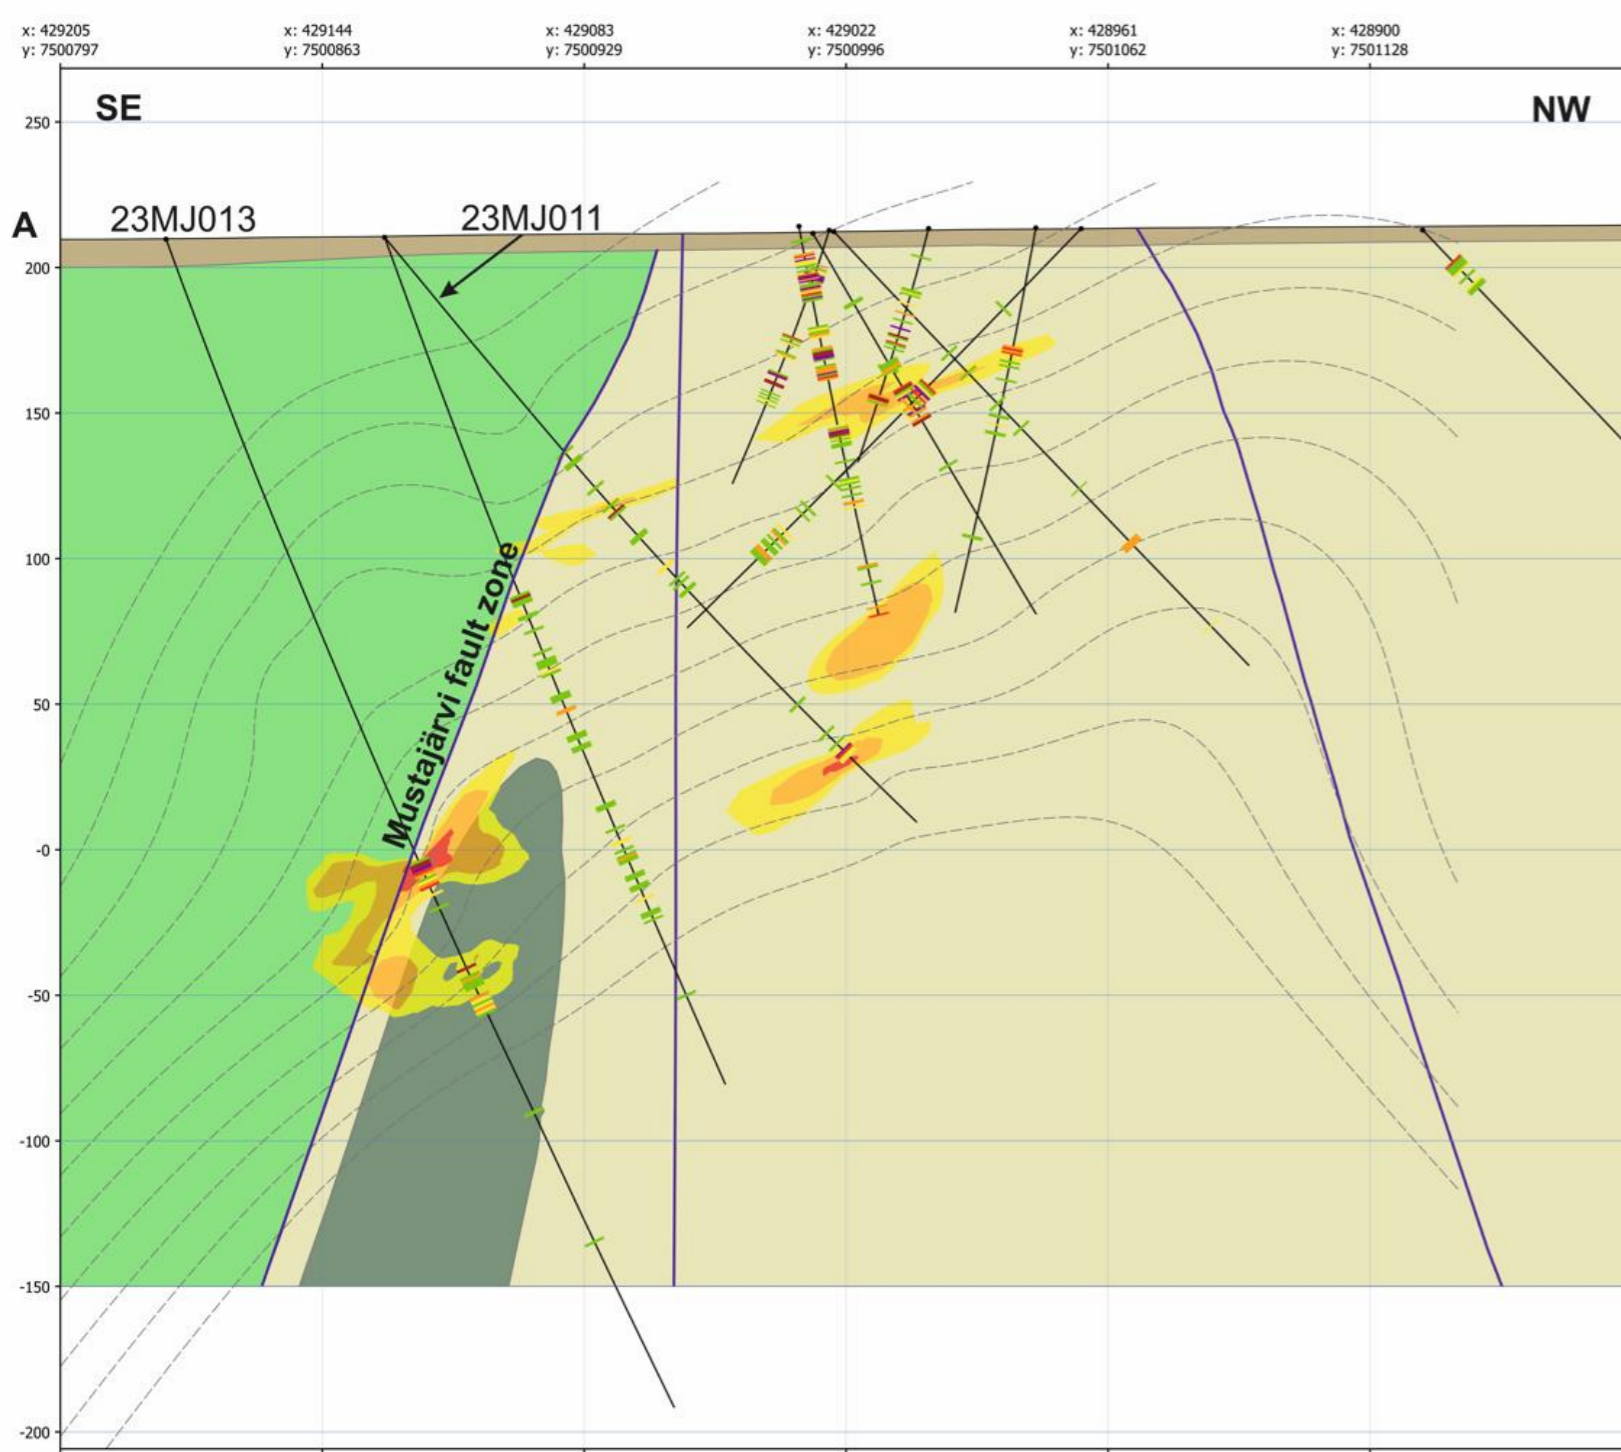 x: 429205
y: 7500797
x: 429144
y: 7500863
x: 429083
y: 7500929
x: 429022
y: 7500996
x: 428961
y: 7501062
x: 428900
y: 7501128
SE
NW
250
A
23MJ013
23MJ011
200
150
100
Mustajärvi fault zone
50
-0
-50
-100
-150
-200